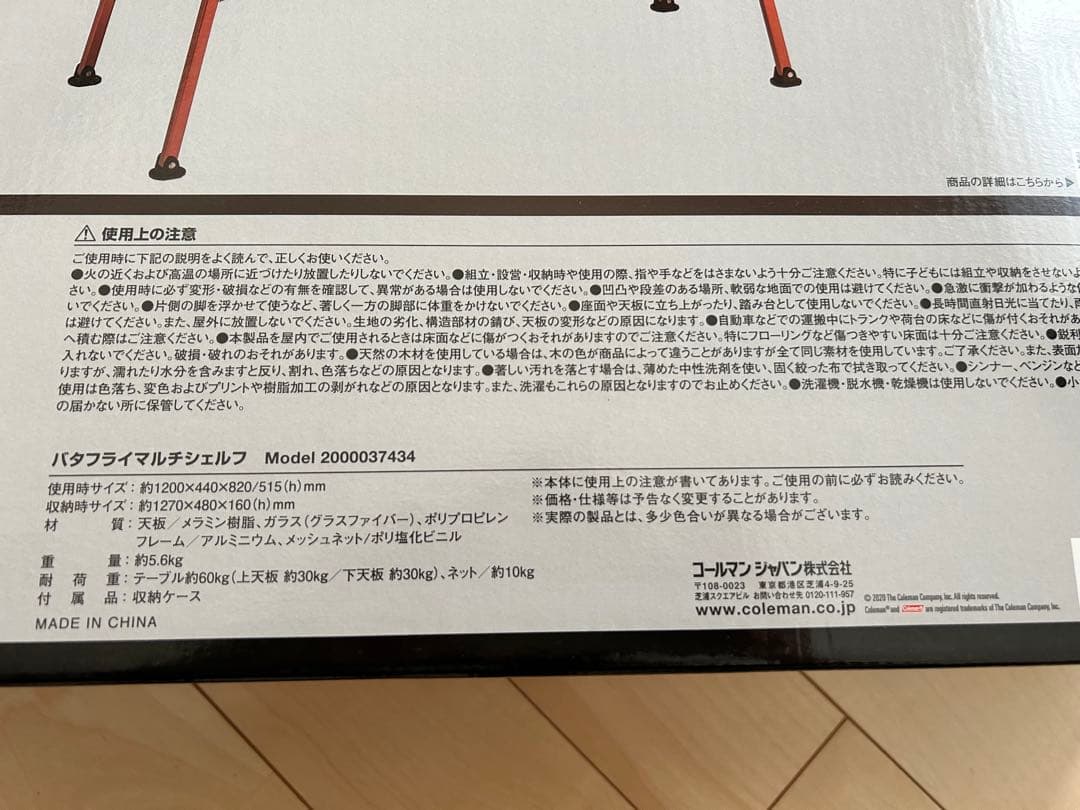 商品の詳細はこちらから▶
⚠ 使用上の注意
ご使用時に下記の説明をよく読んで、正しくお使いください。
●火の近くおよび高温の場所に近づけたり放置したりしないでください。●組立・設営・収納時や使用の際、指や手などをはさまないよう十分ご注意ください。特に子どもには組立や収納をさせないよ
さい。●使用時に必ず変形・破損などの有無を確認して、異常がある場合は使用しないでください。●凹凸や段差のある場所、軟弱な地面での使用は避けてください。●急激に衝撃が加わるような
いでください。●片側の脚を浮かせて使うなど、著しく一方の脚部に体重をかけないでください。●座面や天板に立ち上がったり、踏み台として使用しないでください。●長時間直射日光に当てたり、雨
は避けてください。また、屋外に放置しないでください。生地の劣化、構造部材の錆び、天板の変形などの原因になります。●自動車などでの運搬中にトランクや荷台の床などに傷が付くおそれがあ
へ積む際はご注意ください。●本製品を屋内でご使用されるときは床面などに傷がつくおそれがありますのでご注意ください。特にフローリングなど傷つきやすい床面は十分ご注意ください。●鋭利
入れないでください。破損・破れのおそれがあります。●天然の木材を使用している場合は、木の色が商品によって違うことがありますが全て同じ素材を使用しています。ご了承ください。また、表面
りますが、濡れたり水分を含みますと反り、割れ、色落ちなどの原因となります。●著しい汚れを落とす場合は、薄めた中性洗剤を使い、固く絞った布で拭き取ってください。●シンナー、ベンジンなど
使用は色落ち、変色およびプリントや樹脂加工の剥がれなどの原因となります。また、洗濯もこれらの原因となりますのでお止めください。●洗濯機・脱水機・乾燥機は使用しないでください。●小
の届かない所に保管してください。
バタフライマルチシェルフ Model 2000037434
使用時サイズ：約1200×440×820/515(h)mm
収納時サイズ：約1270×480×160(h)mm
材質：天板／メラミン樹脂、ガラス(グラスファイバー)、ポリプロピレン
フレーム／アルミニウム、メッシュネット/ポリ塩化ビニル
重量：約5.6kg
耐荷重：テーブル約60kg(上天板 約30kg／下天板 約30kg)、ネット／約10kg
付属品：収納ケース
MADE IN CHINA
※本体に使用上の注意が書いてあります。ご使用の前に必ずお読みください。
※価格・仕様等は予告なく変更することがあります。
※実際の製品とは、多少色合いが異なる場合がございます。
コールマン ジャパン株式会社
〒108-0023 東京都港区芝浦4-9-25
芝浦スクエアビル お問い合わせ先 0120-111-957
www.coleman.co.jp
© 2020 The Coleman Company, Inc. All rights reserved.
Coleman® and Coleman are registered trademarks of The Coleman Company, Inc.